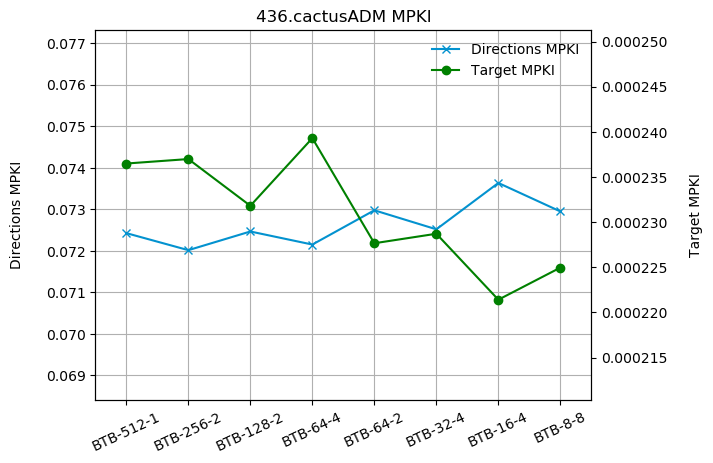 436.cactusADM MPKI
Directions MPKI
Target MPKI
0.077
0.076
0.075
0.074
0.073
0.072
0.071
0.070
0.069
Directions MPKI
0.000250
0.000245
0.000240
0.000235
0.000230
0.000225
0.000220
0.000215
Target MPKI
BTB-512-1
BTB-256-2
BTB-128-2
BTB-64-4
BTB-64-2
BTB-32-4
BTB-16-4
BTB-8-8